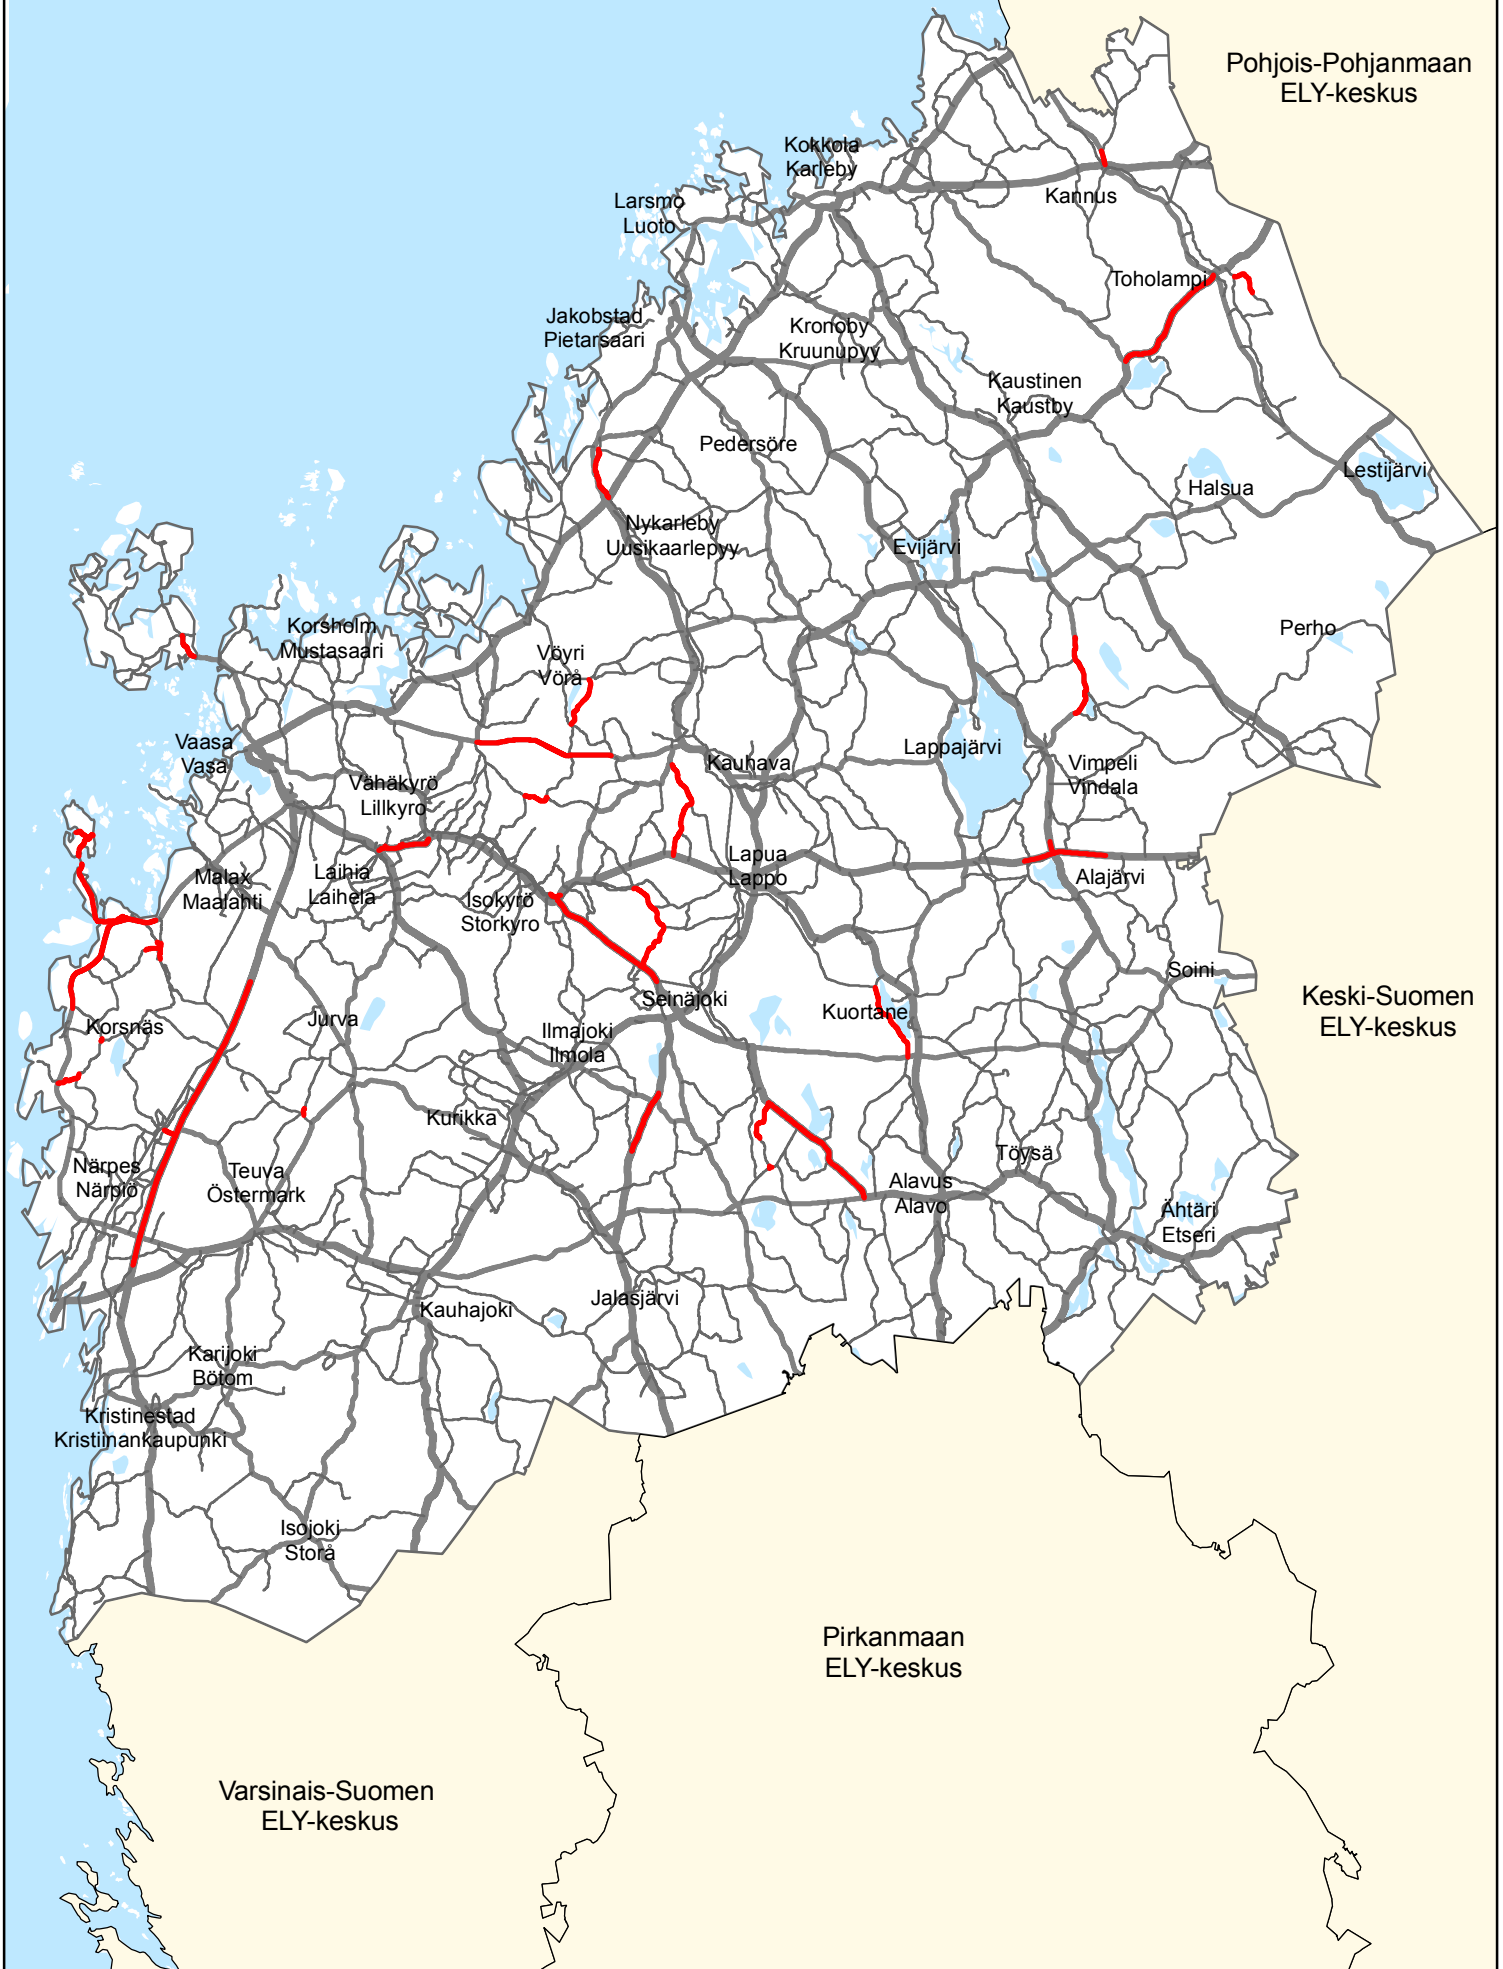 Pohjois-Pohjanmaan
ELY-keskus
Kokkola
Karleby
Kannus
Larsmo
Luoto
Toholampi
Jakobstad
Pietarsaari
Kronoby
Kruunupyy
Kaustinen
Kaustby
Pedersöre
Lestijärvi
Halsua
Nykarleby
Uusikaarlepyy
Evijärvi
Korsholm
Mustasaari
Perho
Vöyri
Vörå
Vaasa
Vasa
Lappajärvi
Kauhava
Vimpeli
Vindala
Vähäkyrö
Lillkyro
Lapua
Lappo
Laihia
Laihela
Malax
Maalahti
Alajärvi
Isokyrö
Storkyro
Soini
Seinäjoki
Kuortane
Keski-Suomen
ELY-keskus
Korsnäs
Jurva
Ilmajoki
Ilmola
Kurikka
Töysä
Närpes
Närpiö
Teuva
Östermark
Alavus
Alavo
Ähtäri
Etseri
Jalasjärvi
Kauhajoki
Karijoki
Bötom
Kristinestad
Kristiinankaupunki
Isojoki
Storå
Pirkanmaan
ELY-keskus
Varsinais-Suomen
ELY-keskus